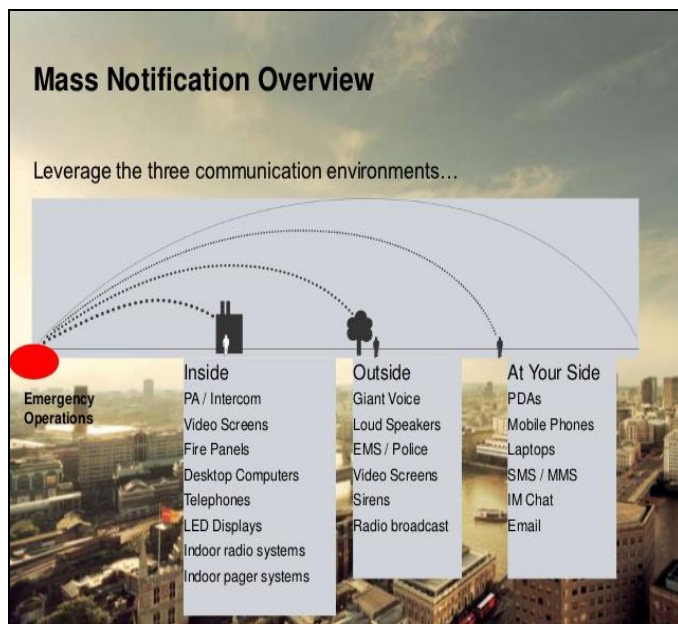 Mass Notification Overview
Leverage the three communication environments…
Emergency
Operations
Inside
PA / Intercom
Video Screens
Fire Panels
Desktop Computers
Telephones
LED Displays
Indoor radio systems
Indoor pager systems
Outside
Giant Voice
Loud Speakers
EMS / Police
Video Screens
Sirens
Radio broadcast
At Your Side
PDAs
Mobile Phones
Laptops
SMS / MMS
IM Chat
Email